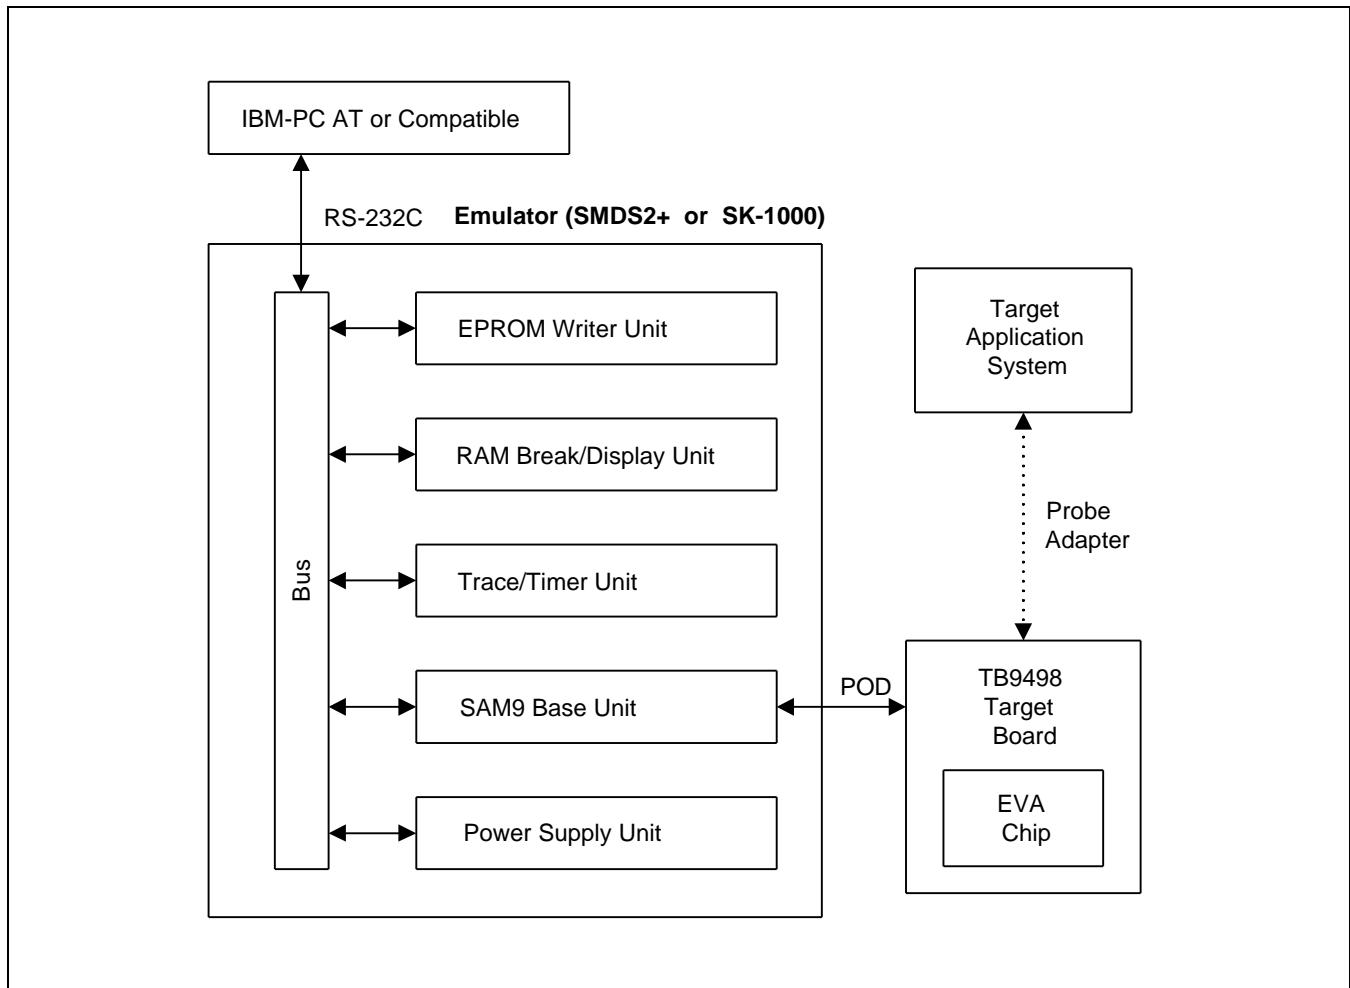 IBM-PC AT or Compatible
RS-232C
Emulator (SMDS2+ or SK-1000)
Bus
EPROM Writer Unit
RAM Break/Display Unit
Trace/Timer Unit
SAM9 Base Unit
Power Supply Unit
POD
Target
Application
System
Probe
Adapter
TB9498
Target
Board
EVA
Chip